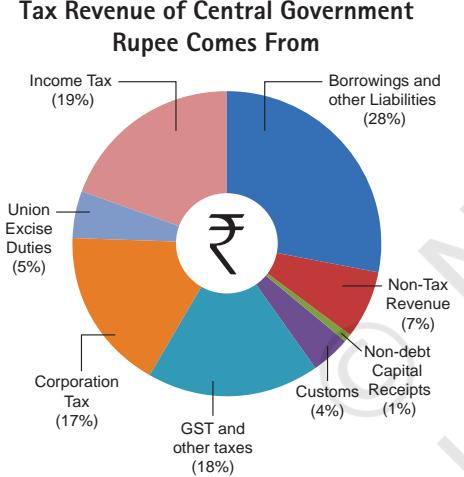 Tax Revenue of Central Government
Rupee Comes From
Income Tax
(19%)
Borrowings and
other Liabilities
(28%)
Union
Excise
Duties
(5%)
₹
Non-Tax
Revenue
(7%)
Non-debt
Capital
Receipts
(1%)
Customs
(4%)
Corporation
Tax
(17%)
GST and
other taxes
(18%)